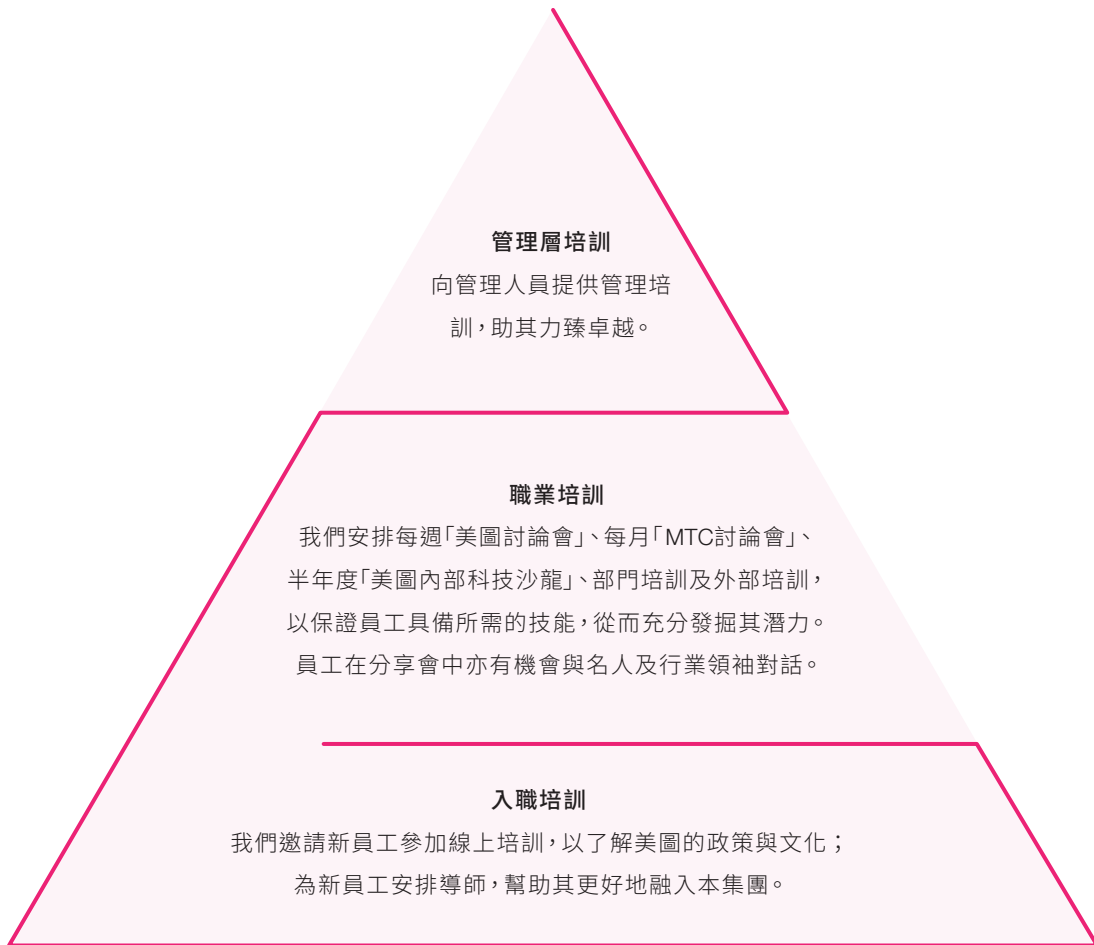 管理層培訓
向管理人員提供管理培
訓，助其力臻卓越。
職業培訓
我們安排每週「美圖討論會」、每月「MTC討論會」、
半年度「美圖內部科技沙龍」、部門培訓及外部培訓，
以保證員工具備所需的技能，從而充分發掘其潛力。
員工在分享會中亦有機會與名人及行業領袖對話。
入職培訓
我們邀請新員工參加線上培訓，以了解美圖的政策與文化；
為新員工安排導師，幫助其更好地融入本集團。